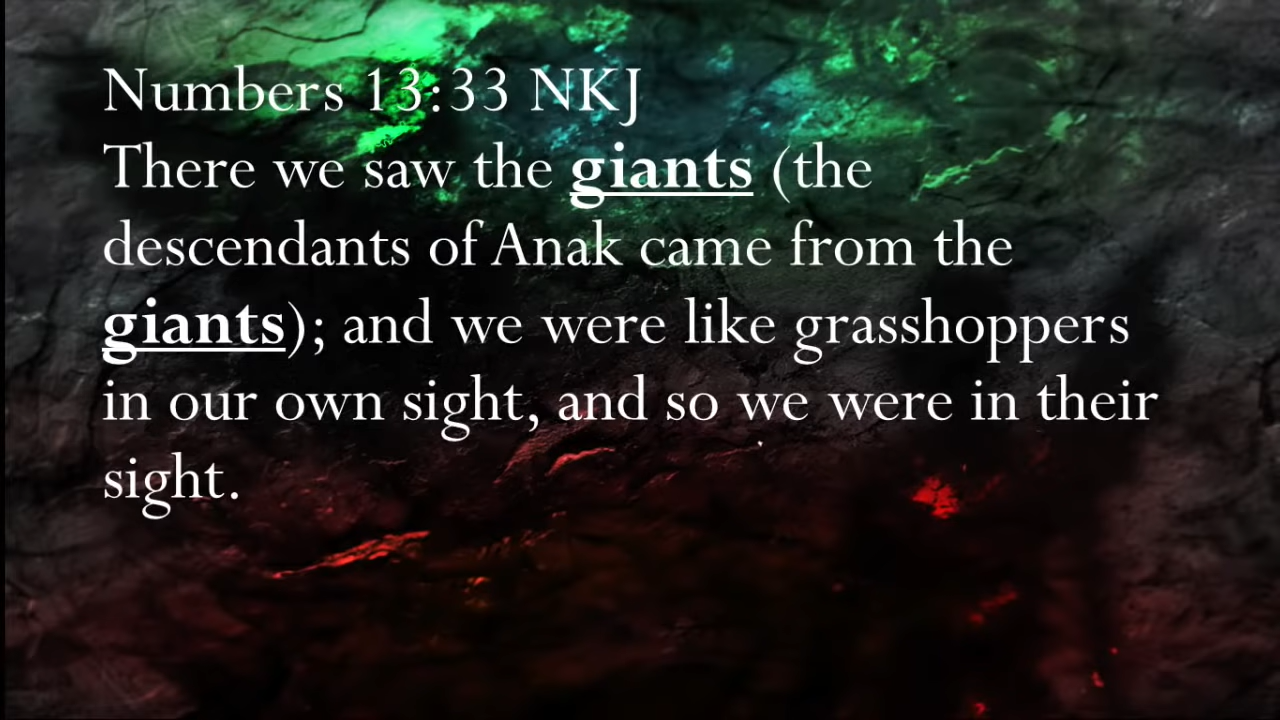 Numbers 13:33 NKJ
There we saw the giants (the
descendants of Anak came from the
giants); and we were like grasshoppers
in our own sight, and so we were in their
sight.